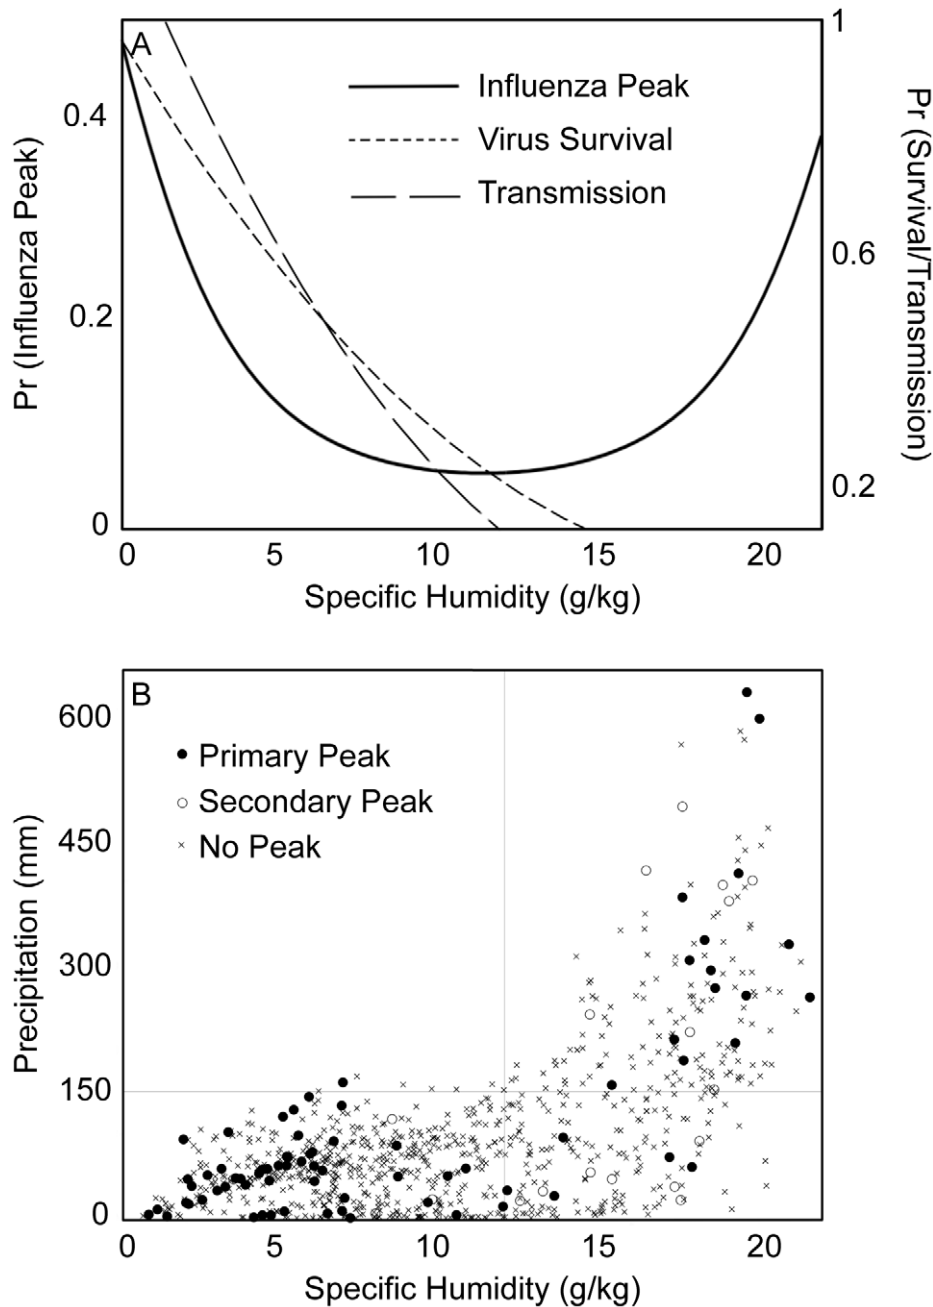 A
Influenza Peak
Virus Survival
Transmission
Pr (Influenza Peak)
0.4
0.2
0
1
0.6
0.2
Pr (Survival/Transmission)
0 5 10 15 20
Specific Humidity (g/kg)
B
Primary Peak
Secondary Peak
No Peak
Precipitation (mm)
600
450
300
150
0
0 5 10 15 20
Specific Humidity (g/kg)